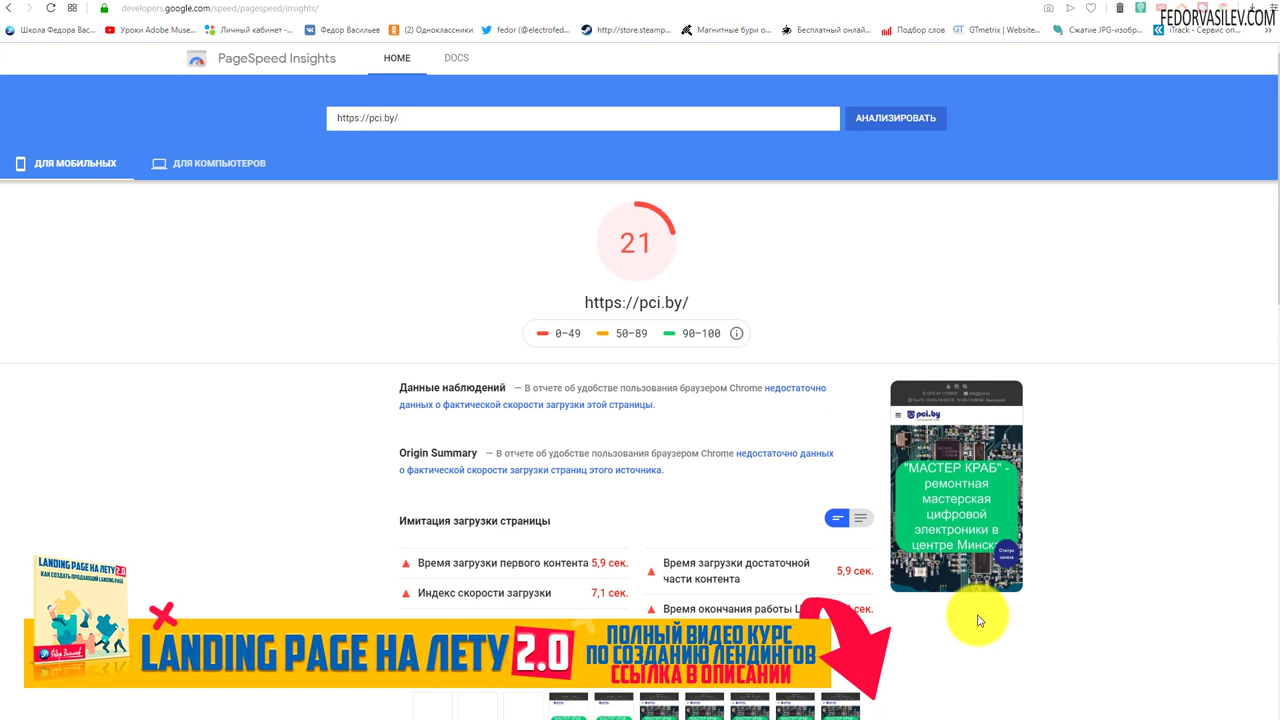 developers.google.com/speed/pagespeed/insights/
FEDORVASILEV.COM
Школа Федора Вас...
Уроки Adobe Muse...
Личный кабинет -...
Федор Васильев
(2) Одноклассники
fedor (@electrofed...
http://store.steamp...
Магнитные бури о...
Бесплатный онлай...
Подбор слов
GTmetrix | Website...
Сжатие JPG-изобр...
iTrack - Сервис оп...
PageSpeed Insights
HOME
DOCS
https://pci.by/
АНАЛИЗИРОВАТЬ
ДЛЯ МОБИЛЬНЫХ
ДЛЯ КОМПЬЮТЕРОВ
21
https://pci.by/
0–49
50–89
90–100
Данные наблюдений — В отчете об удобстве пользования браузером Chrome недостаточно
данных о фактической скорости загрузки этой страницы.
Origin Summary — В отчете об удобстве пользования браузером Chrome недостаточно данных
о фактической скорости загрузки страниц этого источника.
Имитация загрузки страницы
Время загрузки первого контента 5,9 сек.
Время загрузки достаточной
части контента
5,9 сек.
Индекс скорости загрузки 7,1 сек.
Время окончания работы
сек.
pci.by
"МАСТЕР КРАБ" -
ремонтная
мастерская
цифровой
электроники в
центре Минска
Статус
заказа
LANDING PAGE НА ЛЕТУ 2.0
КАК СОЗДАТЬ ПРОДАЮЩИЙ LANDING PAGE
LANDING PAGE НА ЛЕТУ 2.0
ПОЛНЫЙ ВИДЕО КУРС
ПО СОЗДАНИЮ ЛЕНДИНГОВ
ССЫЛКА В ОПИСАНИИ